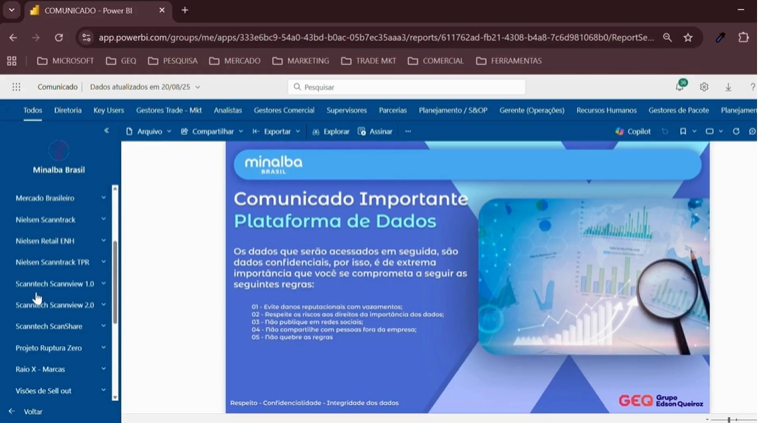 COMUNICADO - Power BI
app.powerbi.com/groups/me/apps/333e6bc9-54a0-43bd-b0ac-05b7ec35aaa3/reports/611762ad-fb21-4308-b4a8-7c6d981068b0/ReportSe...
MICROSOFT GEQ PESQUISA MERCADO MARKETING TRADE MKT COMERCIAL FERRAMENTAS
Comunicado Dados atualizados em 20/08/25 Pesquisar
Todos Diretoria Key Users Gestores Trade - Mkt Analistas Gestores Comercial Supervisores Parcerias Planejamento / S&OP Gerente (Operações) Recursos Humanos Gestores de Pacote Planejamen
Arquivo Compartilhar Exportar Explorar Assinar Copilot
Minalba Brasil
Mercado Brasileiro
Nielsen Scanntrack
Nielsen Retail ENH
Nielsen Scanntrack TPR
Scanntech Scannview 1.0
Scanntech Scannview 2.0
Scanntech ScanShare
Projeto Ruptura Zero
Raio X - Marcas
Visões de Sell out
Voltar
minalba
BRASIL
Comunicado Importante
Plataforma de Dados
Os dados que serão acessados em seguida, são
dados confidenciais, por isso, é de extrema
importância que você se comprometa a seguir as
seguintes regras:
01 - Evite danos reputacionais com vazamentos;
02 - Respeite os riscos aos direitos da importância dos dados;
03 - Não publique em redes sociais;
04 - Não compartilhe com pessoas fora da empresa;
05 - Não quebre as regras
Respeito - Confidencialidade - Integridade dos dados
GEQ Grupo
Edson Queiroz